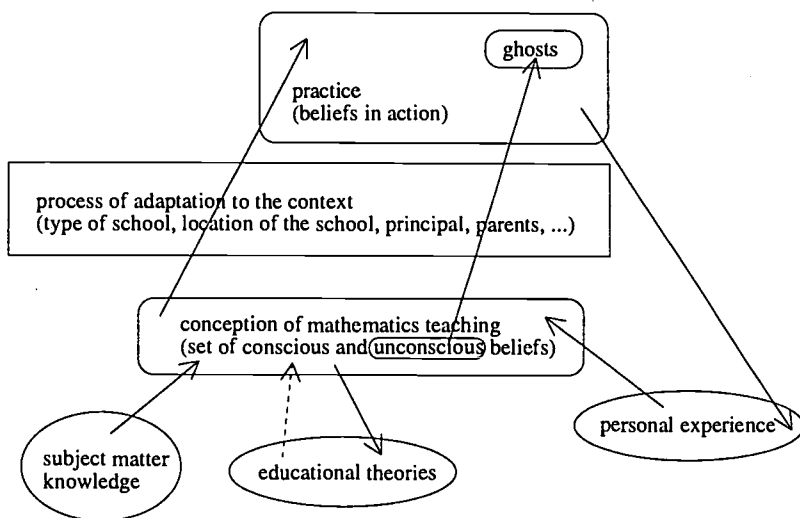 ghosts
practice
(beliefs in action)
process of adaptation to the context
(type of school, location of the school, principal, parents, ...)
conception of mathematics teaching
(set of conscious and unconscious beliefs)
personal experience
subject matter
knowledge
educational theories